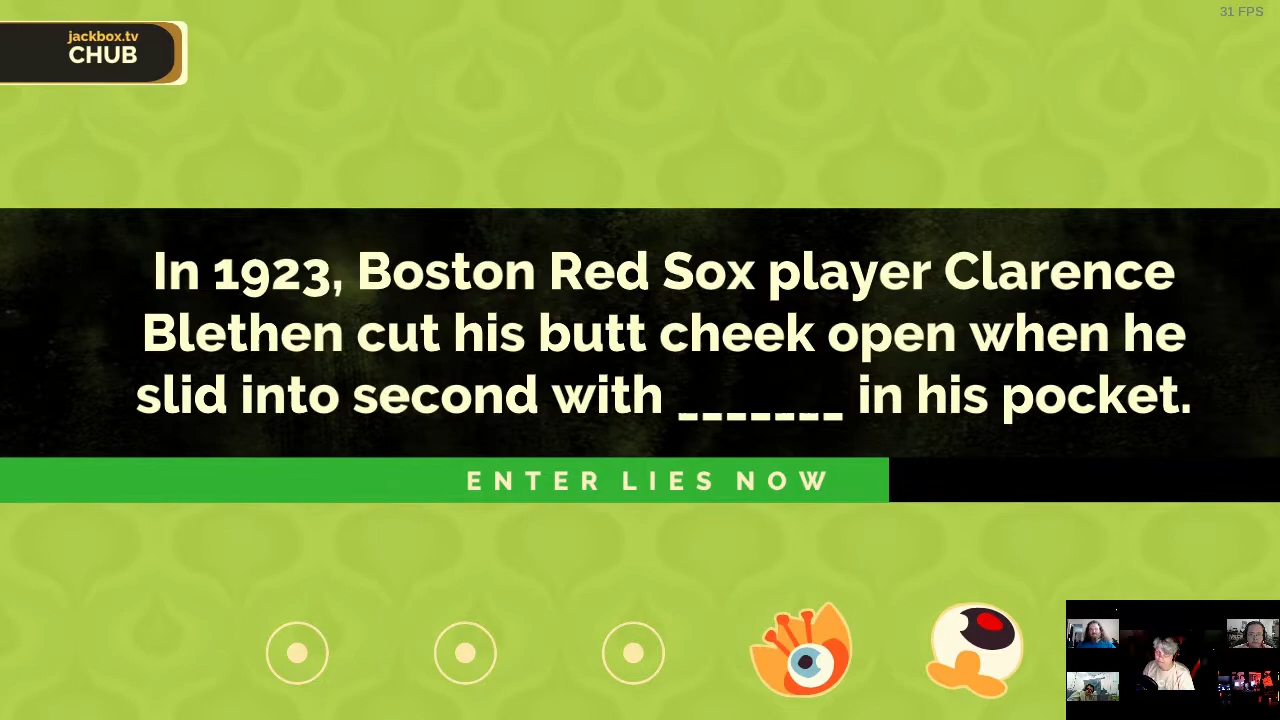 31 FPS
jackbox.tv
CHUB
In 1923, Boston Red Sox player Clarence
Blethen cut his butt cheek open when he
slid into second with _______ in his pocket.
ENTER LIES NOW